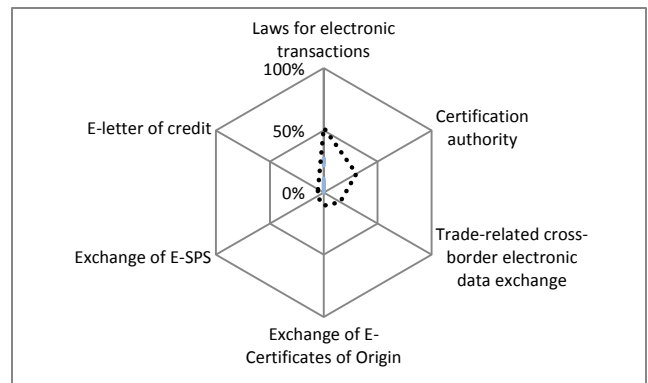 Laws for electronic
transactions
100%
E-letter of credit
50%
Certification
authority
0%
Exchange of E-SPS
Trade-related cross-
border electronic
data exchange
Exchange of E-
Certificates of Origin